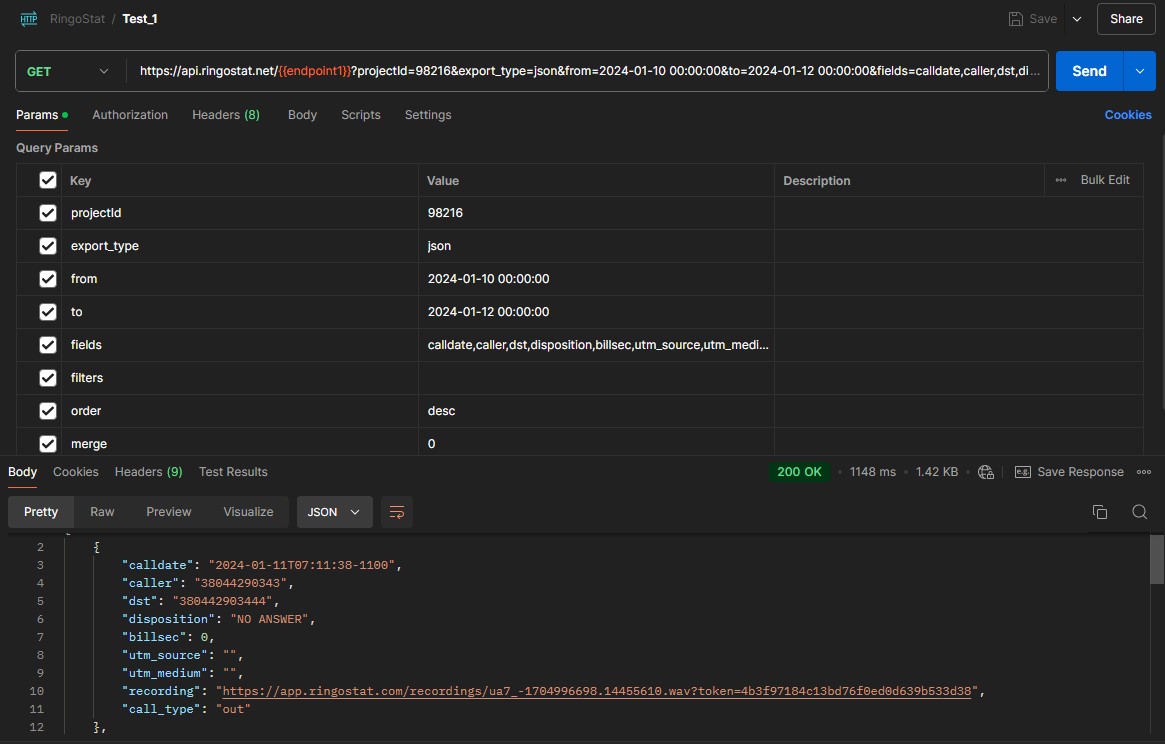 HTTP RingoStat / Test_1 Save Share
GET https://api.ringostat.net/{{endpoint1}}?projectId=98216&export_type=json&from=2024-01-10 00:00:00&to=2024-01-12 00:00:00&fields=calldate,caller,dst,di... Send
Params Authorization Headers (8) Body Scripts Settings Cookies
Query Params
Key Value Description Bulk Edit
projectId 98216
export_type json
from 2024-01-10 00:00:00
to 2024-01-12 00:00:00
fields calldate,caller,dst,disposition,billsec,utm_source,utm_medi...
filters
order desc
merge 0
Body Cookies Headers (9) Test Results 200 OK 1148 ms 1.42 KB e.g. Save Response
Pretty Raw Preview Visualize JSON
2 {
3 "calldate": "2024-01-11T07:11:38-1100",
4 "caller": "38044290343",
5 "dst": "380442903444",
6 "disposition": "NO ANSWER",
7 "billsec": 0,
8 "utm_source": "",
9 "utm_medium": "",
10 "recording": "https://app.ringostat.com/recordings/ua7_-1704996698.14455610.wav?token=4b3f97184c13bd76f0ed0d639b533d38",
11 "call_type": "out"
12 },